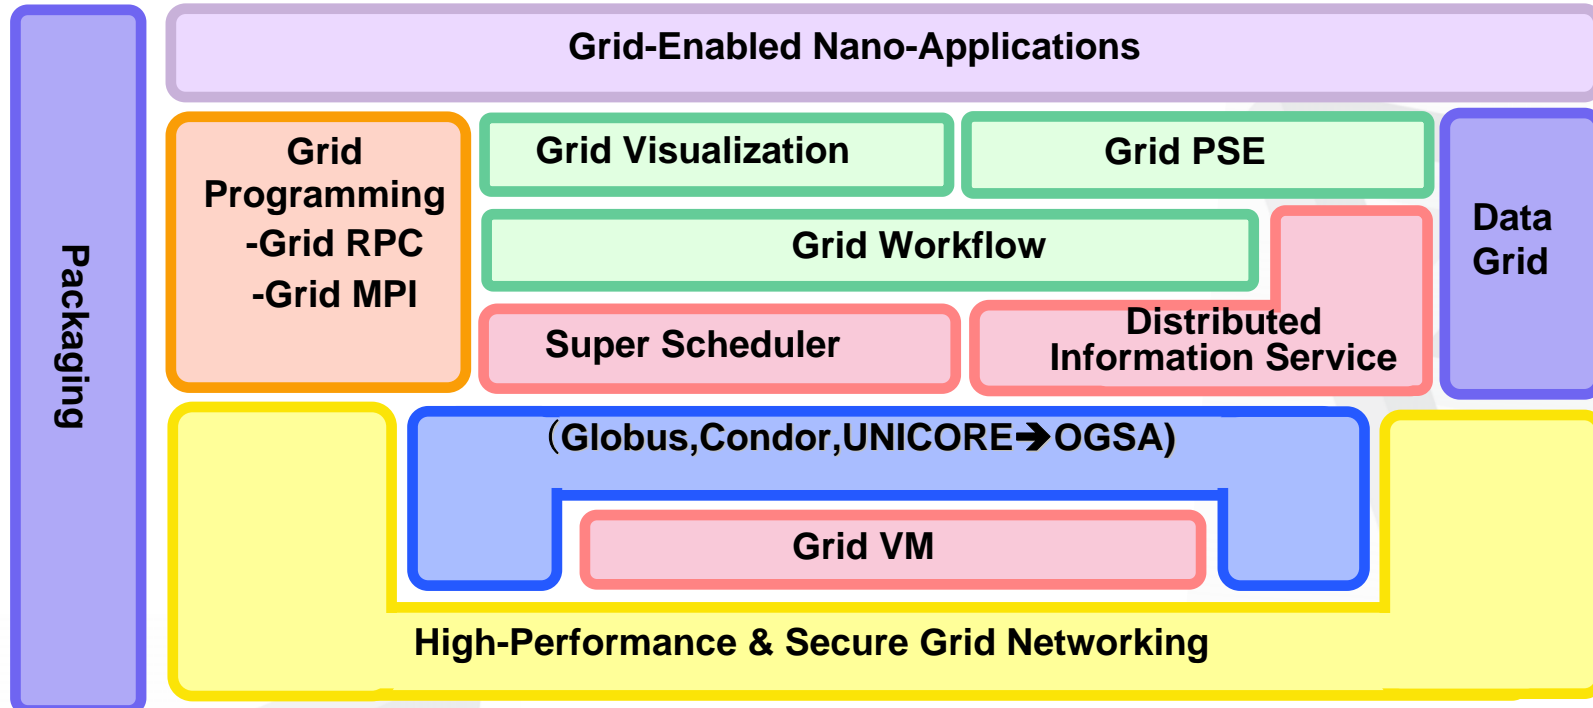 Grid-Enabled Nano-Applications
Packaging
Grid
Programming
-Grid RPC
-Grid MPI
Grid Visualization
Grid PSE
Grid Workflow
Data
Grid
Super Scheduler
Distributed
Information Service
（Globus,Condor,UNICORE➔OGSA)
Grid VM
High-Performance & Secure Grid Networking